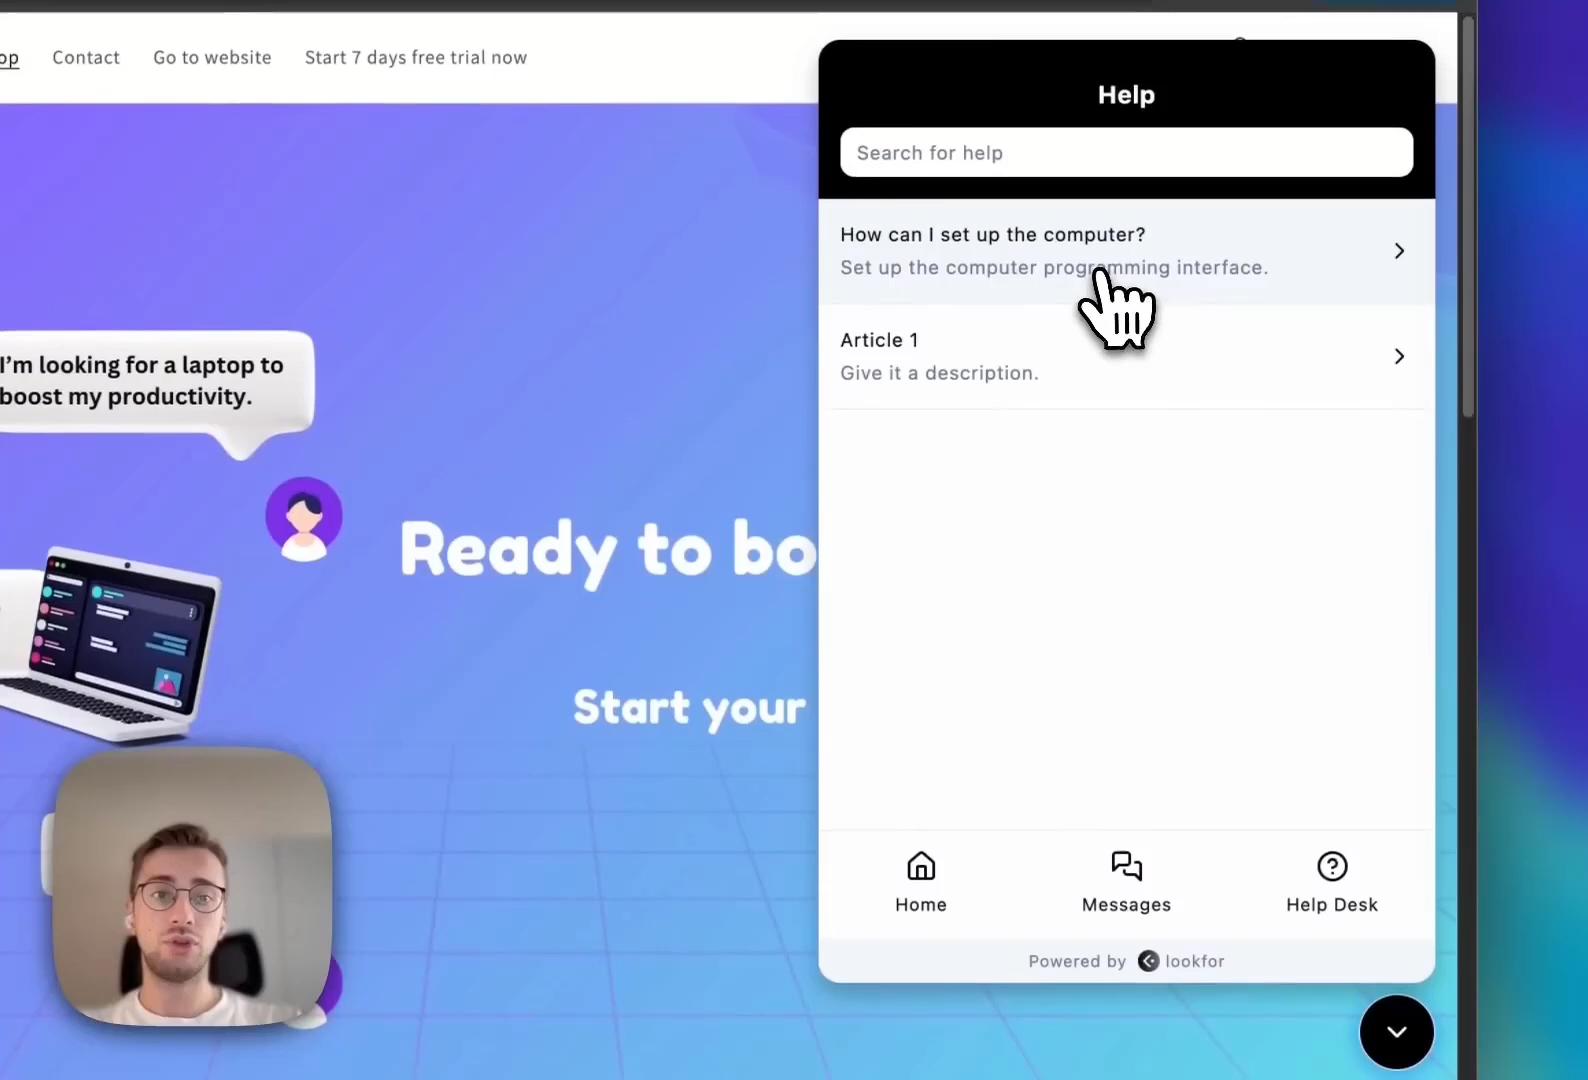 op Contact Go to website Start 7 days free trial now
Help
Search for help
How can I set up the computer?
Set up the computer programming interface.
Article 1
Give it a description.
I'm looking for a laptop to
boost my productivity.
Ready to bo
Start your
Home Messages Help Desk
Powered by lookfor